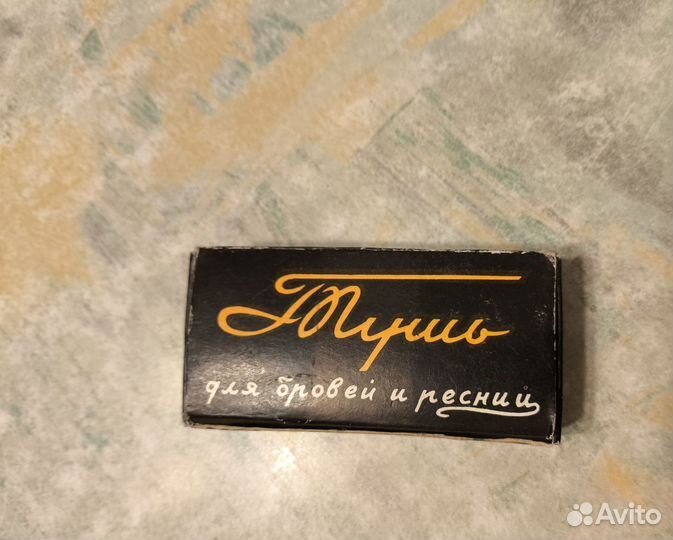 Тушь
для бровей и ресниц
Avito